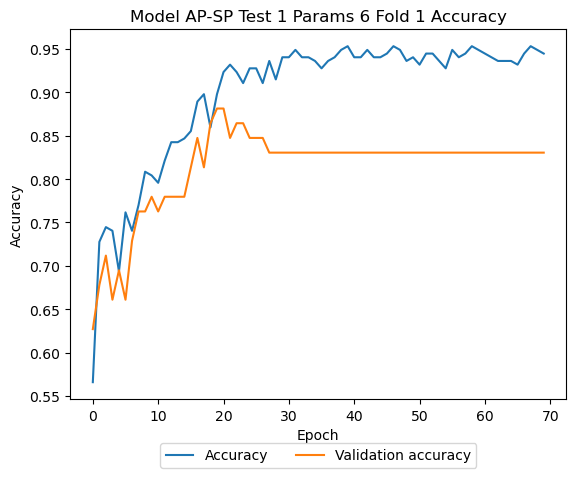 Model AP-SP Test 1 Params 6 Fold 1 Accuracy
Accuracy
0.95
0.90
0.85
0.80
0.75
0.70
0.65
0.60
0.55
0 10 20 30 40 50 60 70
Epoch
Accuracy Validation accuracy